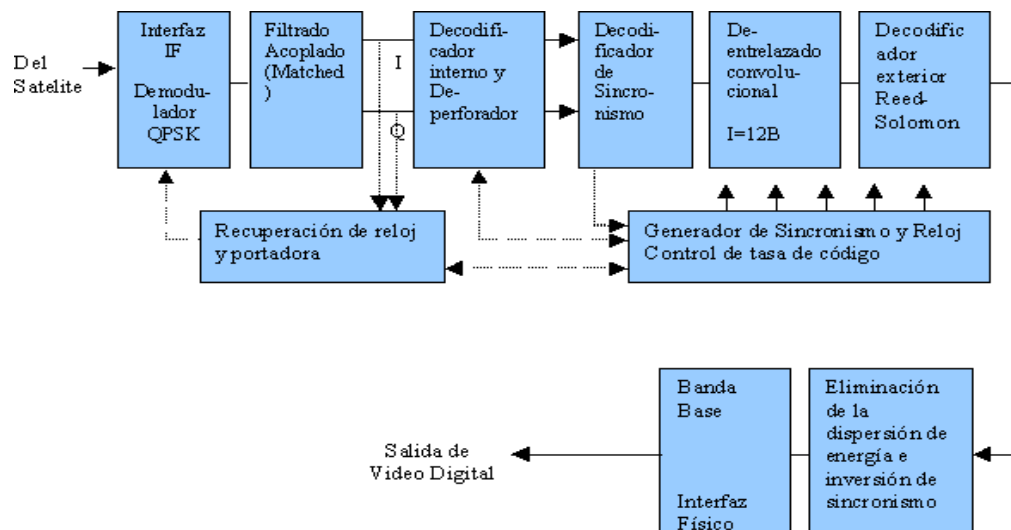 Del
Satelite
Interfaz
IF
Demodu-
lador
QPSK
Filtrado
Acoplado
(Matched
)
I
Q
Decodifi-
cador
interno y
De-
perforador
Decodi-
ficador
de
Sincro-
nismo
De-
entrelazado
convolu-
cional
I=12B
Decodific
ador
exterior
Reed-
Solomon
Recuperación de reloj
y portadora
Generador de Sincronismo y Reloj
Control de tasa de código
Salida de
Video Digital
Banda
Base
Interfaz
Físico
Eliminación
de la
dispersión de
energía e
inversión de
sincronismo